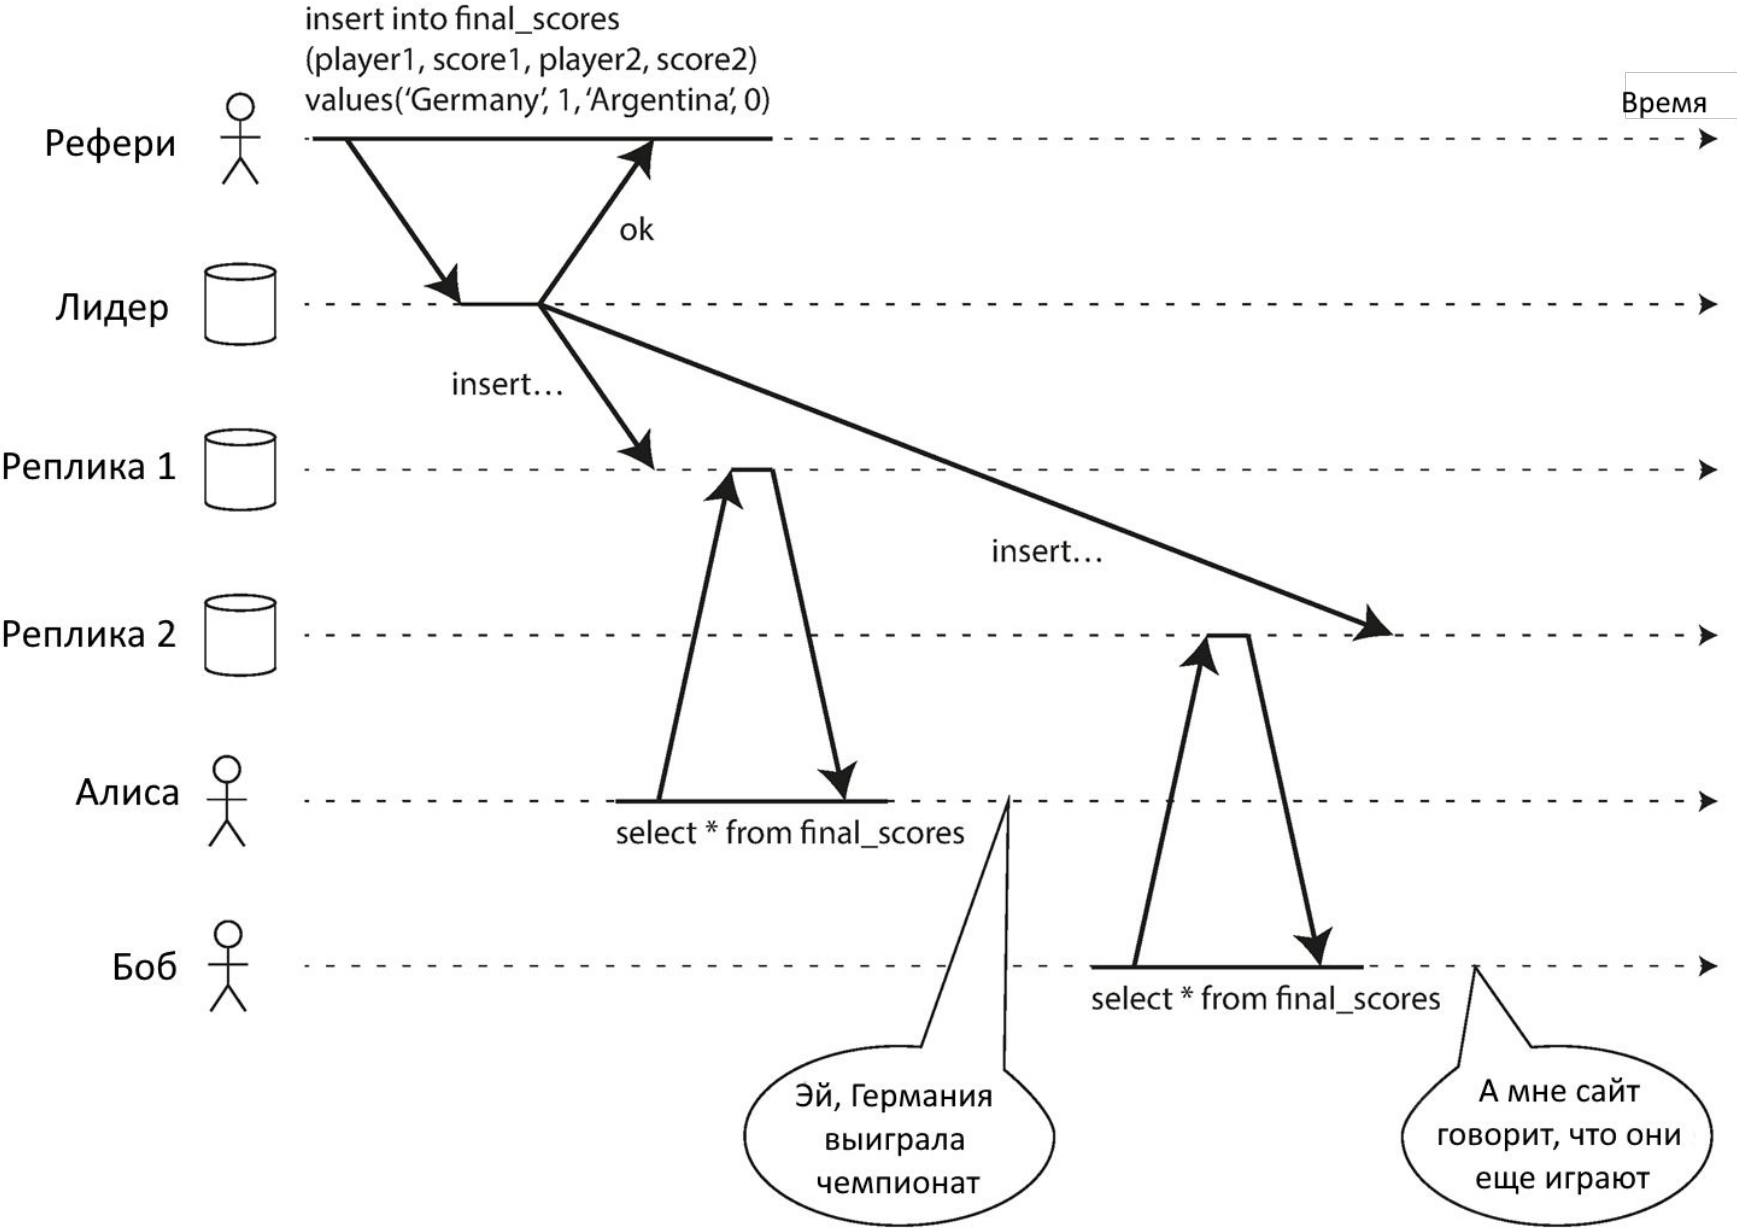 insert into final_scores
(player1, score1, player2, score2)
values(‘Germany’, 1, ‘Argentina’, 0)
Время
Рефери
ok
Лидер
insert…
Реплика 1
insert…
Реплика 2
Алиса
select * from final_scores
Боб
select * from final_scores
Эй, Германия
выиграла
чемпионат
А мне сайт
говорит, что они
еще играют